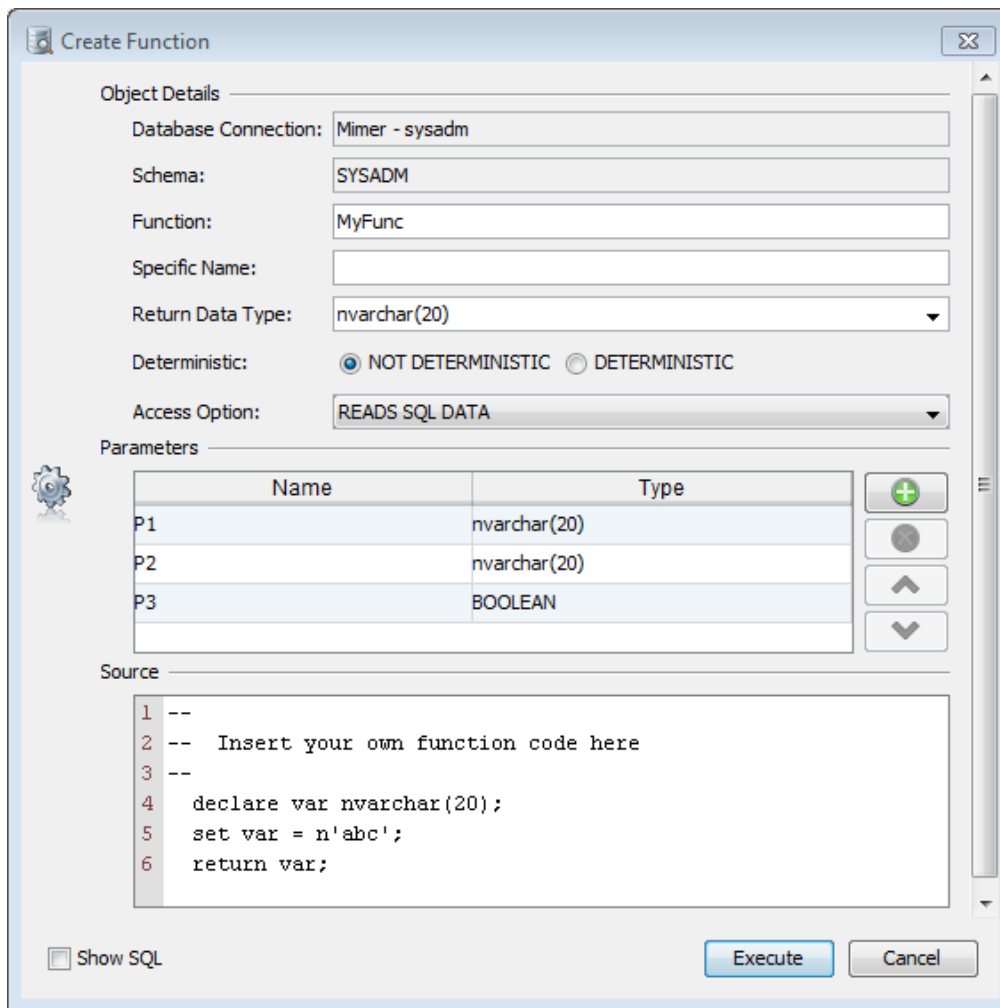 Create Function
Object Details
Database Connection: Mimer - sysadm
Schema: SYSADM
Function: MyFunc
Specific Name:
Return Data Type: nvarchar(20)
Deterministic: NOT DETERMINISTIC DETERMINISTIC
Access Option: READS SQL DATA
Parameters
Name Type
P1 nvarchar(20)
P2 nvarchar(20)
P3 BOOLEAN
Source
1 --
2 --  Insert your own function code here
3 --
4   declare var nvarchar(20);
5   set var = n'abc';
6   return var;
Show SQL Execute Cancel